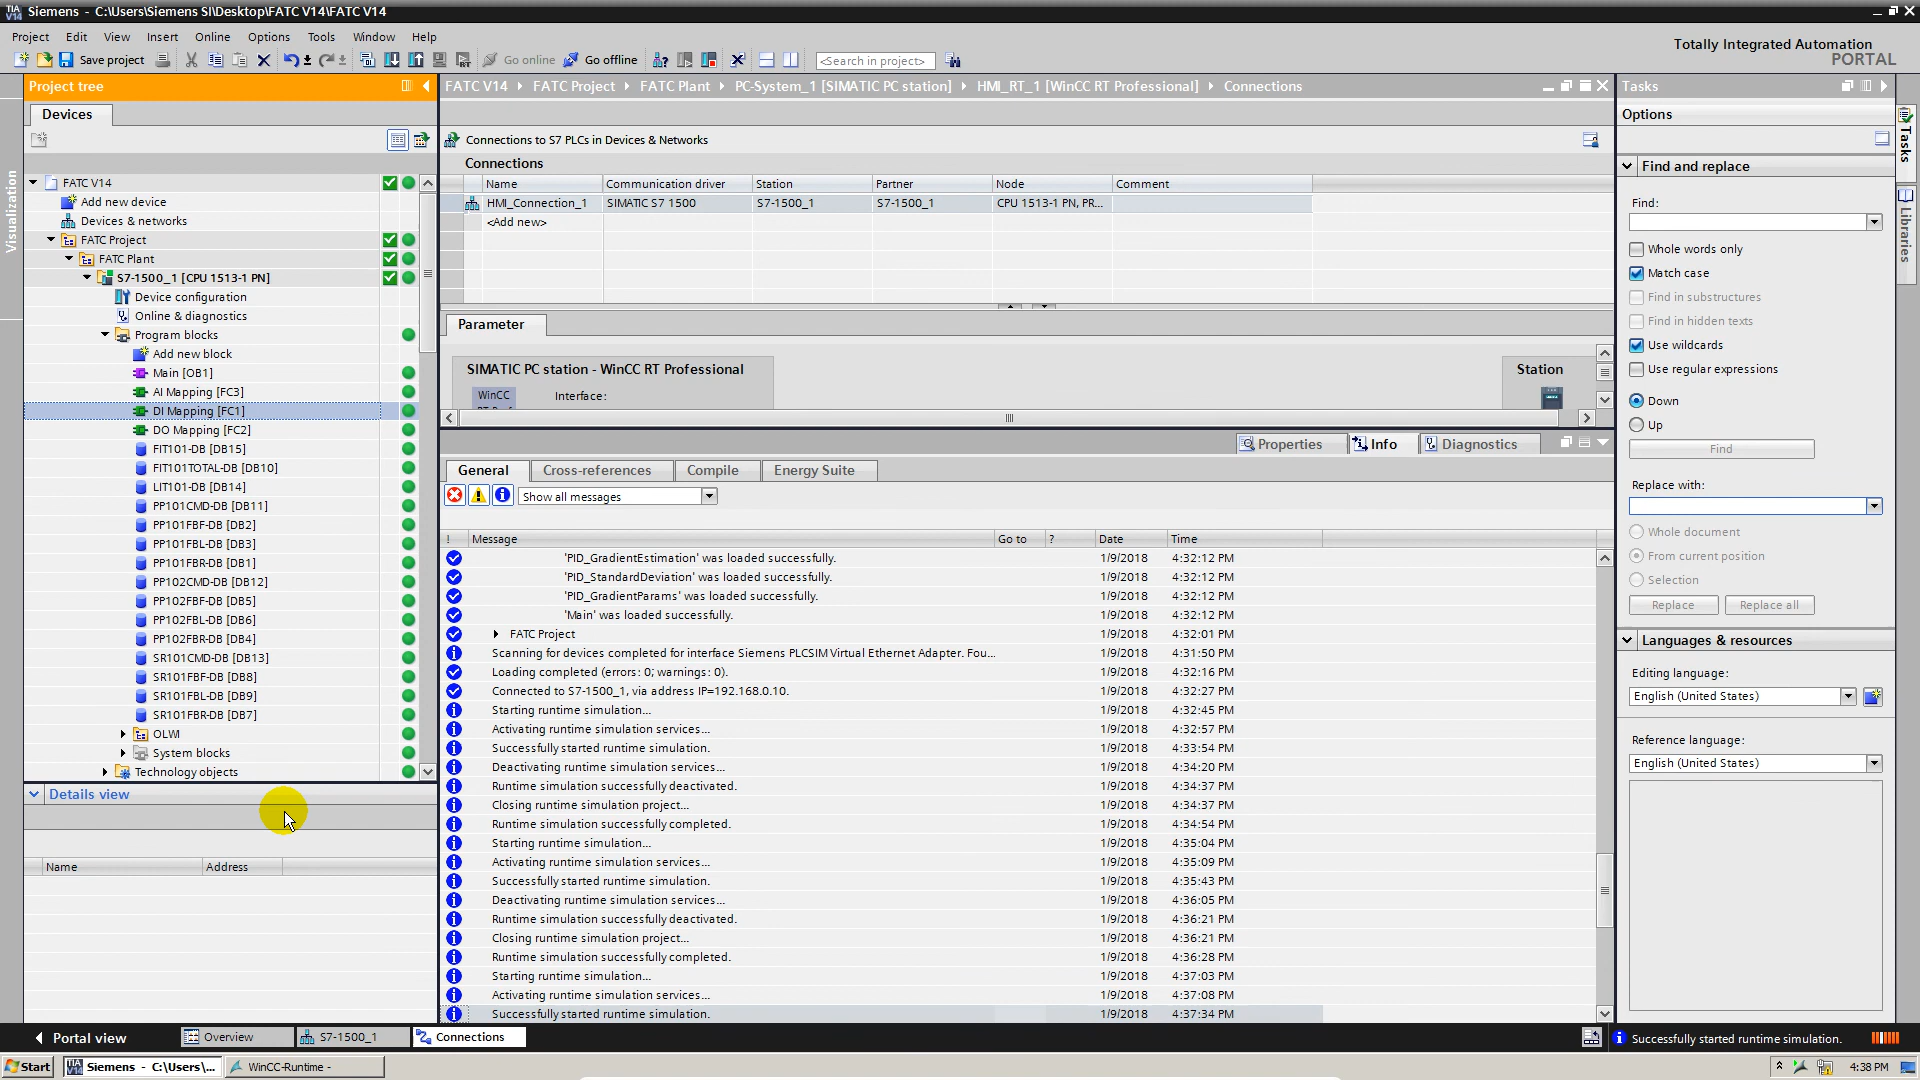 Siemens - C:\Users\Siemens SI\Desktop\FATC V14\FATC V14
Project Edit View Insert Online Options Tools Window Help
Totally Integrated Automation
PORTAL
Save project
Go online
Go offline
<Search in project>
Project tree
FATC V14 FATC Project FATC Plant PC-System_1 [SIMATIC PC station] HMI_RT_1 [WinCC RT Professional] Connections
Tasks
Devices
Options
Visualization
Tasks
Libraries
Connections to S7 PLCs in Devices & Networks
Connections
Name Communication driver Station Partner Node Comment
HMI_Connection_1 SIMATIC S7 1500 S7-1500_1 S7-1500_1 CPU 1513-1 PN, PR...
<Add new>
FATC V14
Add new device
Devices & networks
FATC Project
FATC Plant
S7-1500_1 [CPU 1513-1 PN]
Device configuration
Online & diagnostics
Program blocks
Add new block
Main [OB1]
AI Mapping [FC3]
DI Mapping [FC1]
DO Mapping [FC2]
FIT101-DB [DB15]
FIT101TOTAL-DB [DB10]
LIT101-DB [DB14]
PP101CMD-DB [DB11]
PP101FBF-DB [DB2]
PP101FBL-DB [DB3]
PP101FBR-DB [DB1]
PP102CMD-DB [DB12]
PP102FBF-DB [DB5]
PP102FBL-DB [DB6]
PP102FBR-DB [DB4]
SR101CMD-DB [DB13]
SR101FBF-DB [DB8]
SR101FBL-DB [DB9]
SR101FBR-DB [DB7]
OLWI
System blocks
Technology objects
Details view
Name Address
Parameter
SIMATIC PC station - WinCC RT Professional
Station
WinCC
Interface:
Properties Info Diagnostics
General Cross-references Compile Energy Suite
Show all messages
! Message Go to ? Date Time
'PID_GradientEstimation' was loaded successfully. 1/9/2018 4:32:12 PM
'PID_StandardDeviation' was loaded successfully. 1/9/2018 4:32:12 PM
'PID_GradientParams' was loaded successfully. 1/9/2018 4:32:12 PM
'Main' was loaded successfully. 1/9/2018 4:32:12 PM
FATC Project 1/9/2018 4:32:01 PM
Scanning for devices completed for interface Siemens PLCSIM Virtual Ethernet Adapter. Fou... 1/9/2018 4:31:50 PM
Loading completed (errors: 0; warnings: 0). 1/9/2018 4:32:16 PM
Connected to S7-1500_1, via address IP=192.168.0.10. 1/9/2018 4:32:27 PM
Starting runtime simulation... 1/9/2018 4:32:45 PM
Activating runtime simulation services... 1/9/2018 4:32:57 PM
Successfully started runtime simulation. 1/9/2018 4:33:54 PM
Deactivating runtime simulation services... 1/9/2018 4:34:20 PM
Runtime simulation successfully deactivated. 1/9/2018 4:34:37 PM
Closing runtime simulation project... 1/9/2018 4:34:37 PM
Runtime simulation successfully completed. 1/9/2018 4:34:54 PM
Starting runtime simulation... 1/9/2018 4:35:04 PM
Activating runtime simulation services... 1/9/2018 4:35:09 PM
Successfully started runtime simulation. 1/9/2018 4:35:43 PM
Deactivating runtime simulation services... 1/9/2018 4:36:05 PM
Runtime simulation successfully deactivated. 1/9/2018 4:36:21 PM
Closing runtime simulation project... 1/9/2018 4:36:21 PM
Runtime simulation successfully completed. 1/9/2018 4:36:28 PM
Starting runtime simulation... 1/9/2018 4:37:03 PM
Activating runtime simulation services... 1/9/2018 4:37:08 PM
Successfully started runtime simulation. 1/9/2018 4:37:34 PM
Find and replace
Find:
Whole words only
Match case
Find in substructures
Find in hidden texts
Use wildcards
Use regular expressions
Down
Up
Find
Replace with:
Whole document
From current position
Selection
Replace Replace all
Languages & resources
Editing language:
English (United States)
Reference language:
English (United States)
Portal view Overview S7-1500_1 Connections
Successfully started runtime simulation.
Start Siemens - C:\Users\... WinCC-Runtime - 4:38 PM